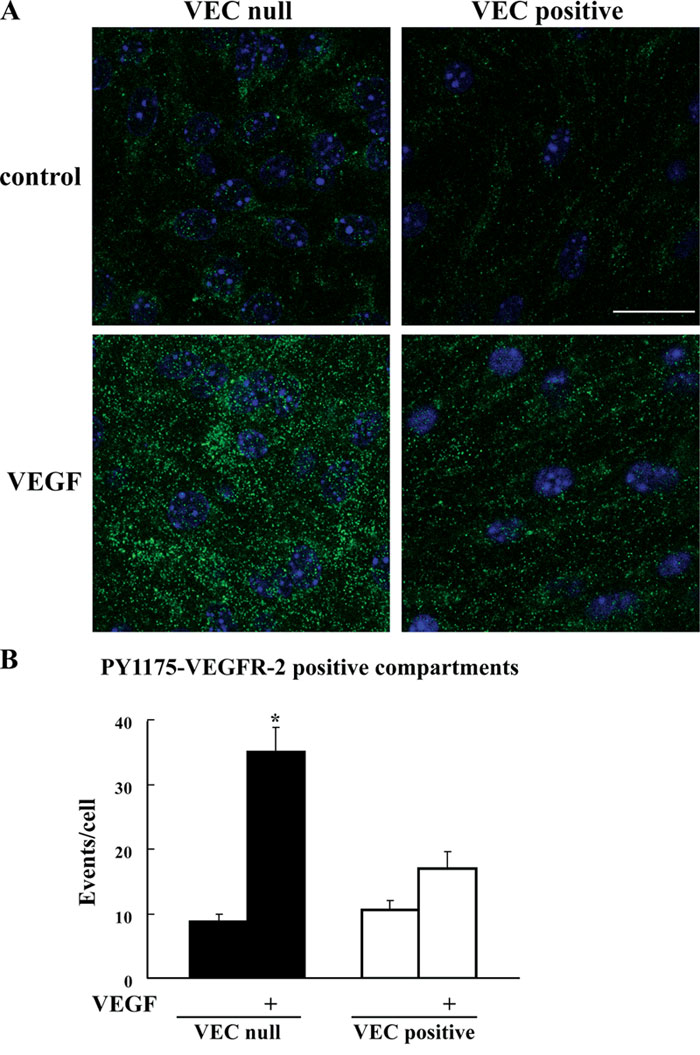 A
VEC null
VEC positive
control
VEGF
B
PY1175-VEGFR-2 positive compartments
Events/cell
40
30
20
10
0
*
VEGF
+
+
VEC null
VEC positive